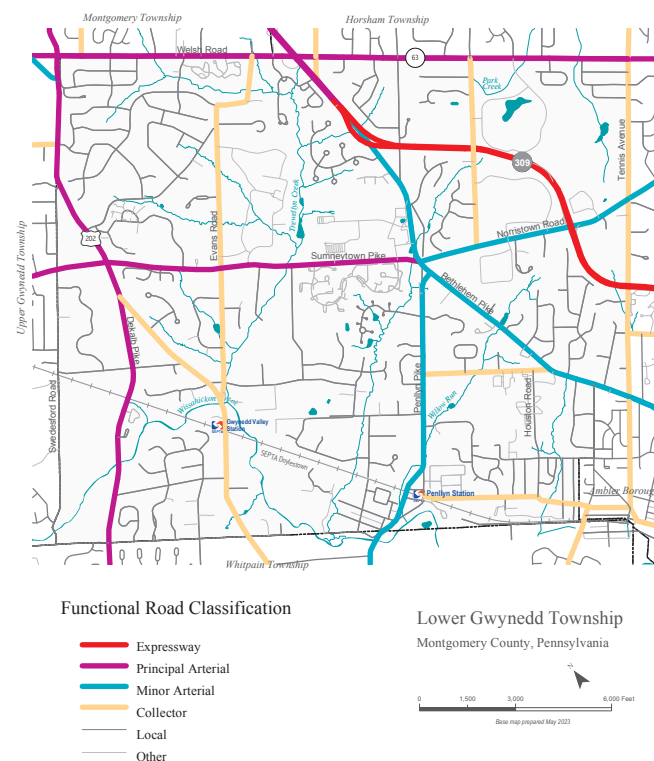 Montgomery Township
Horsham Township
Welsh Road
63
Park
Creek
309
Tennis Avenue
Trewellyn Creek
Evans Road
Upper Gwynedd Township
202
Norristown Road
Sumneytown Pike
Bethlehem Pike
Dekalb Pike
Swedesford Road
Penllyn Pike
Houston Road
Willow Run
Wissahickon Creek
SEPTA
Gwynedd Valley
Station
SEPTA Doylestown
Penllyn Station
Ambler Boroug
Whitpain Township
Functional Road Classification
Expressway
Principal Arterial
Minor Arterial
Collector
Local
Other
Lower Gwynedd Township
Montgomery County, Pennsylvania
N
0 1,500 3,000 6,000 Feet
Base map prepared May 2023